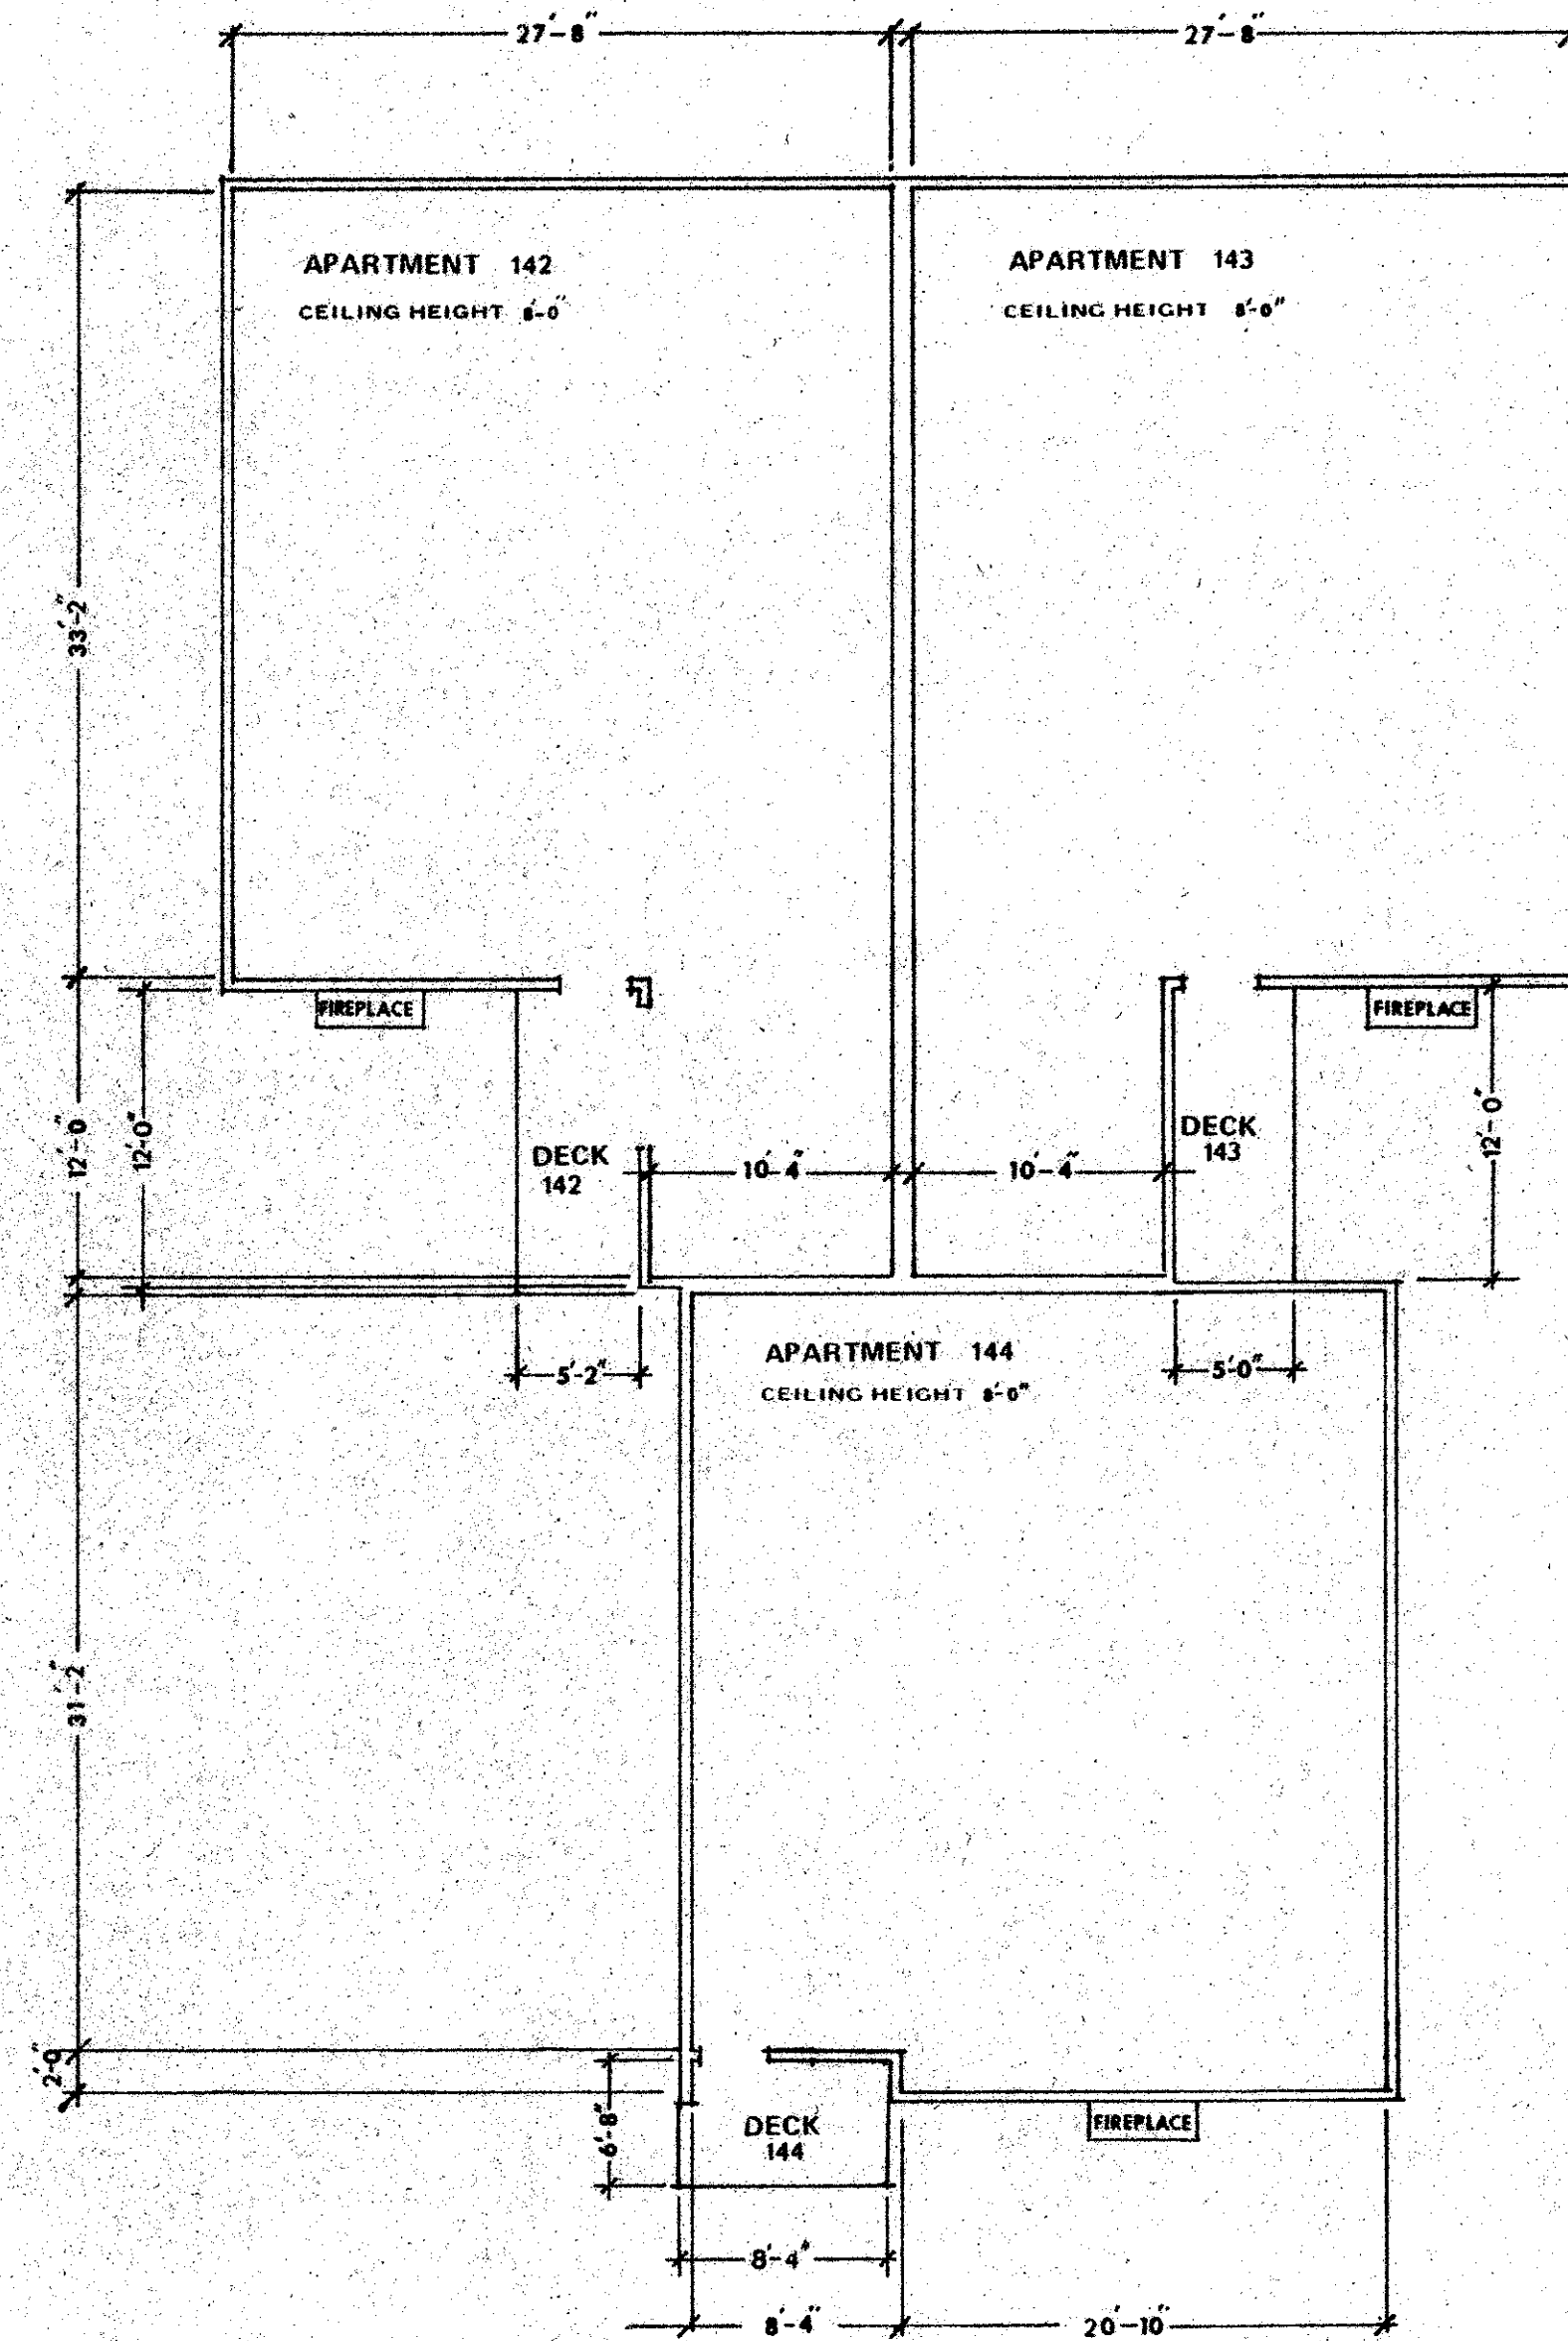 27'-8"
27'-8"
APARTMENT 142
CEILING HEIGHT 8'-0"
APARTMENT 143
CEILING HEIGHT 8'-0"
33'-2"
FIREPLACE
FIREPLACE
12'-0"
12'-0"
DECK
142
10'-4"
10'-4"
DECK
143
12'-0"
5'-2"
APARTMENT 144
CEILING HEIGHT 8'-0"
5'-0"
31'-2"
2'-0"
6'-8"
DECK
144
FIREPLACE
8'-4"
8'-4"
20'-10"